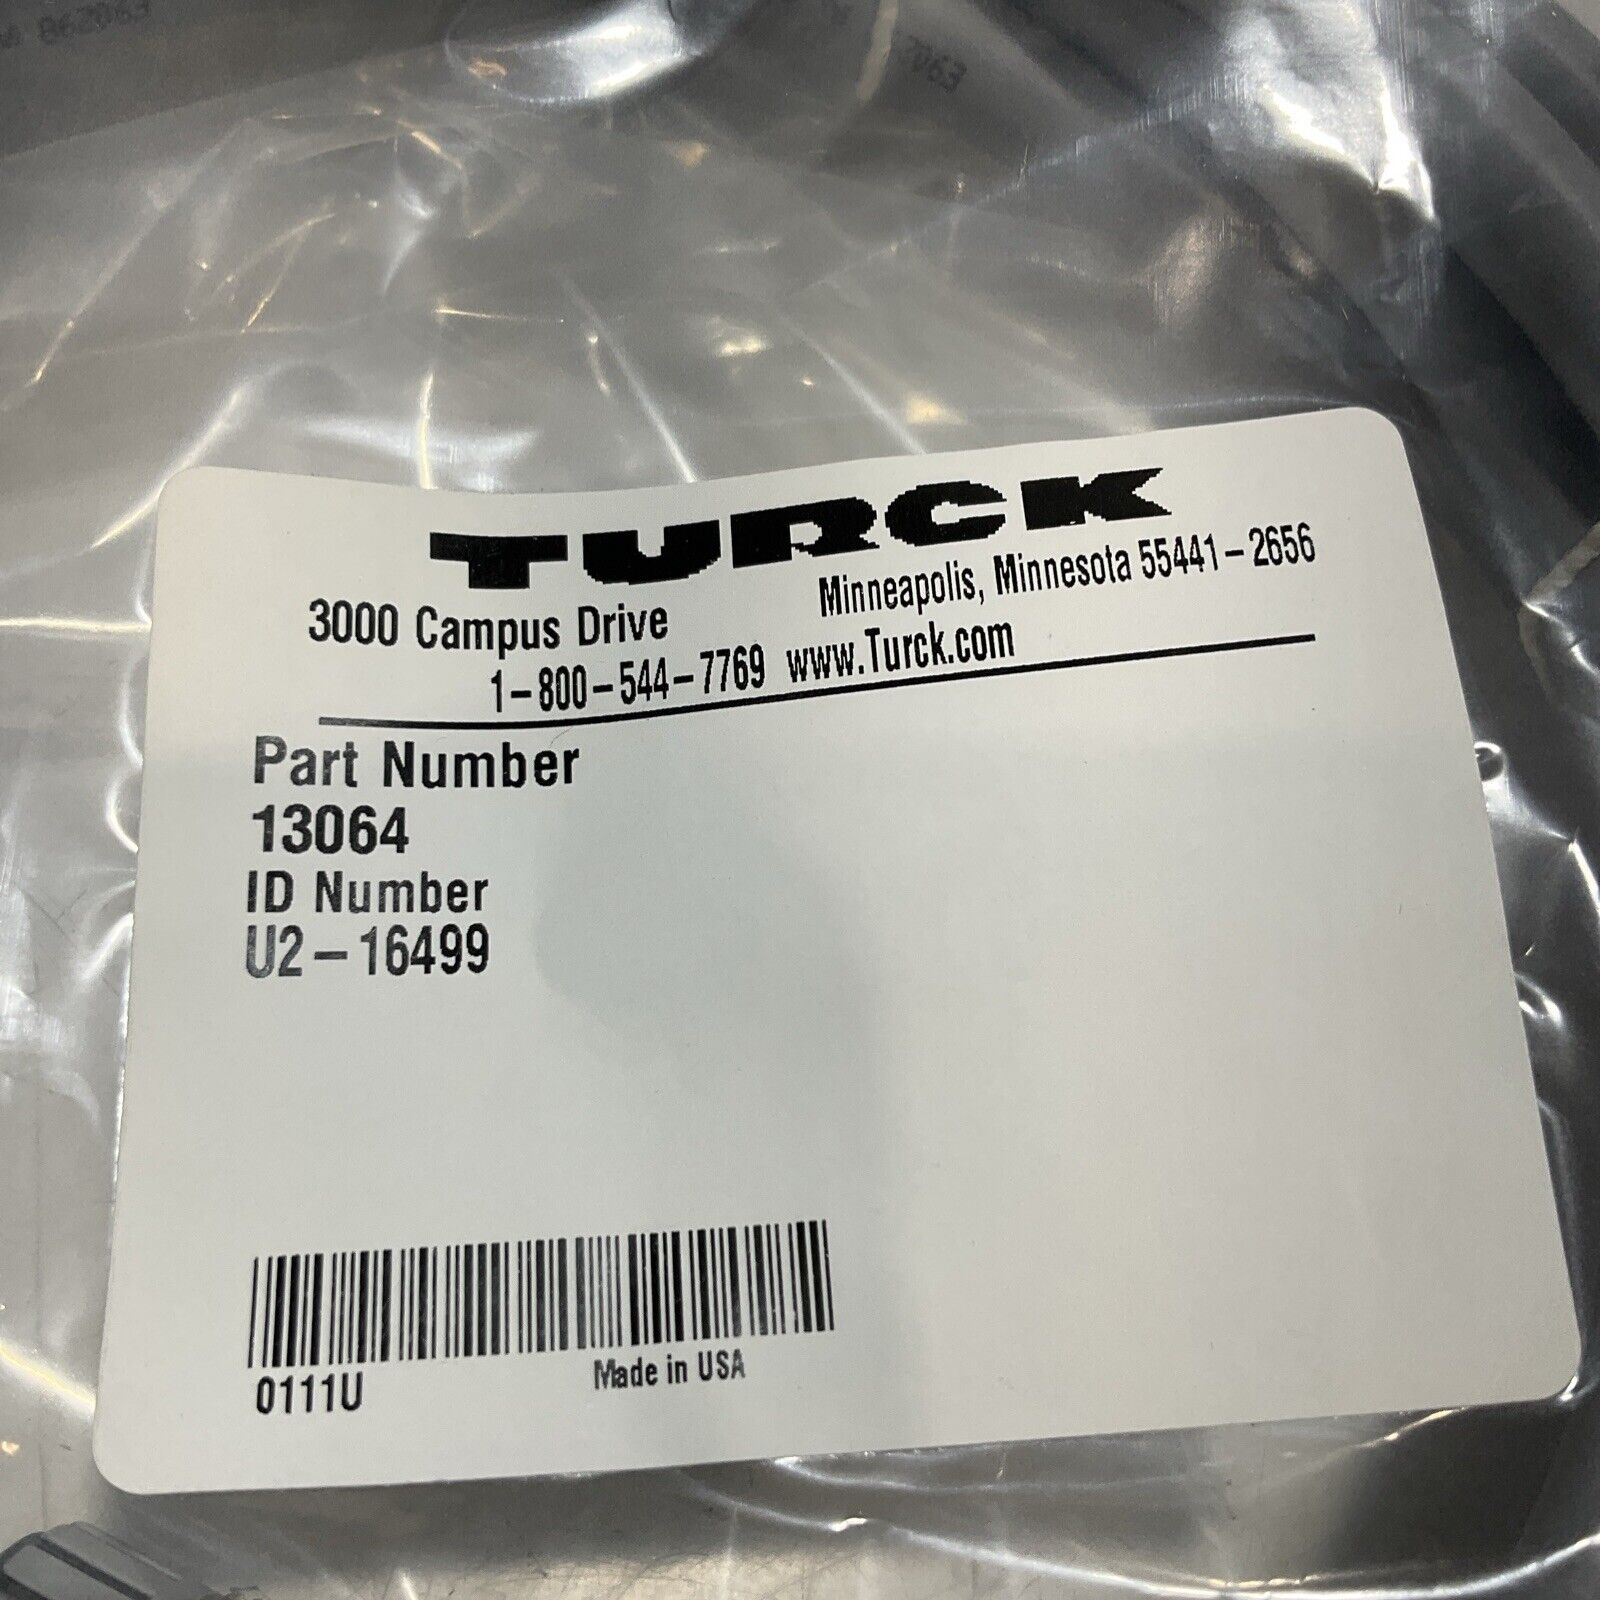 TURCK
3000 Campus Drive Minneapolis, Minnesota 55441-2656
1-800-544-7769 www.Turck.com
Part Number
13064
ID Number
U2-16499
0111U
Made in USA